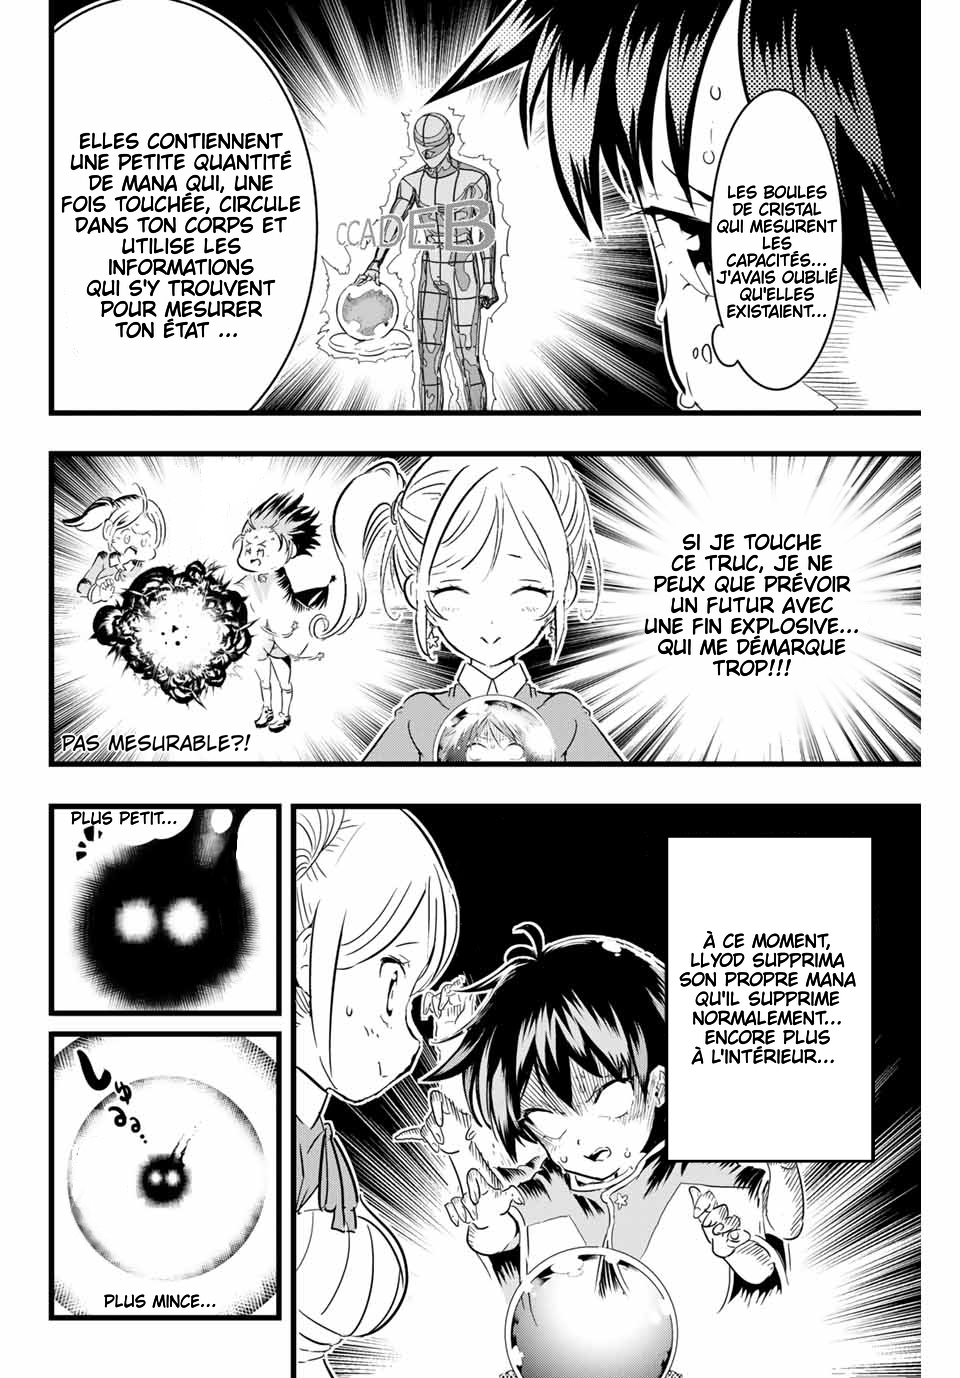 LES BOULES
DE CRISTAL
QUI MESURENT
LES
CAPACITÉS...
J'AVAIS OUBLIÉ
QU'ELLES
EXISTAIENT...
CCADEB
ELLES CONTIENNENT
UNE PETITE QUANTITÉ
DE MANA QUI, UNE
FOIS TOUCHÉE, CIRCULE
DANS TON CORPS ET
UTILISE LES
INFORMATIONS
QUI S'Y TROUVENT
POUR MESURER
TON ÉTAT ...
SI JE TOUCHE
CE TRUC, JE NE
PEUX QUE PRÉVOIR
UN FUTUR AVEC
UNE FIN EXPLOSIVE...
QUI ME DÉMARQUE
TROP!!!
PAS MESURABLE?!
À CE MOMENT,
LLYOD SUPPRIMA
SON PROPRE MANA
QU'IL SUPPRIME
NORMALEMENT...
ENCORE PLUS
À L'INTÉRIEUR...
PLUS PETIT...
PLUS MINCE...